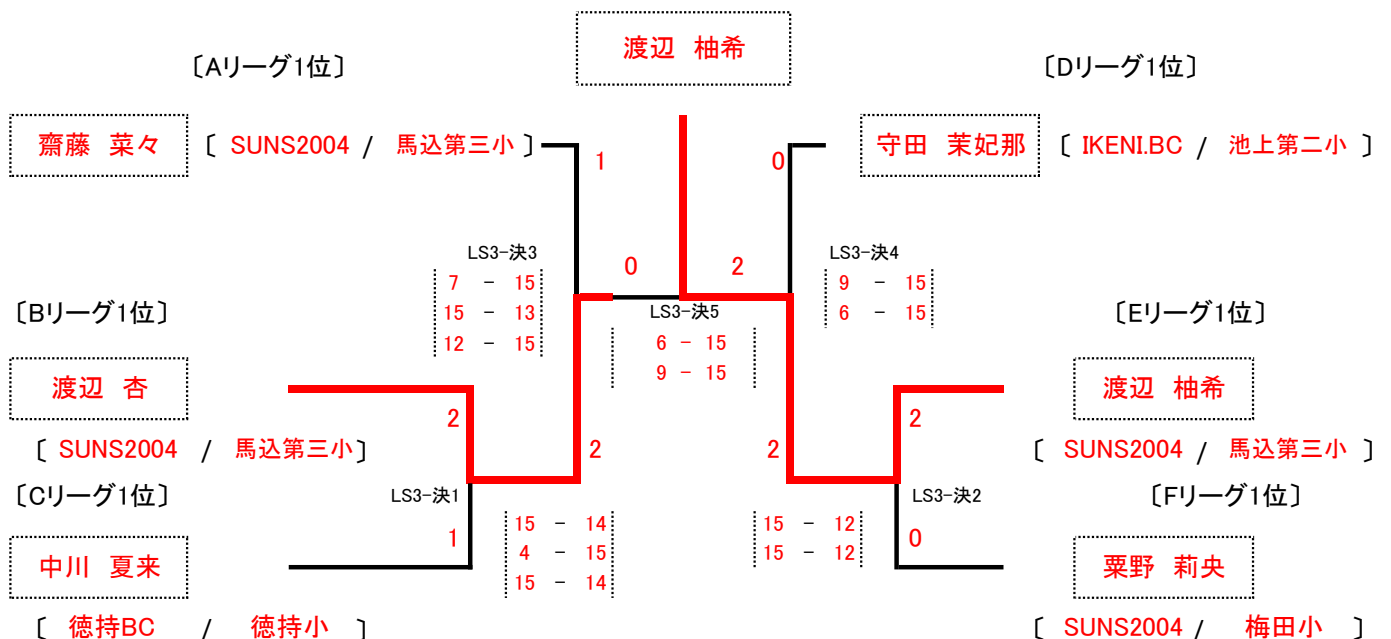 渡辺 柚希
〔Aリーグ1位〕
〔Dリーグ1位〕
齋藤 菜々 〔 SUNS2004 / 馬込第三小 〕
1
0
守田 茉妃那 〔 IKENI.BC / 池上第二小 〕
LS3-決3
7 - 15
15 - 13
12 - 15
0
2
LS3-決4
9 - 15
6 - 15
LS3-決5
6 - 15
9 - 15
〔Bリーグ1位〕
渡辺 杏
〔 SUNS2004 / 馬込第三小〕
2
2
〔Eリーグ1位〕
渡辺 柚希
〔 SUNS2004 / 馬込第三小 〕
2
2
〔Cリーグ1位〕
LS3-決1
1
中川 夏来
〔 徳持BC / 徳持小 〕
15 - 14
4 - 15
15 - 14
15 - 12
15 - 12
LS3-決2
0
〔Fリーグ1位〕
粟野 莉央
〔 SUNS2004 / 梅田小 〕